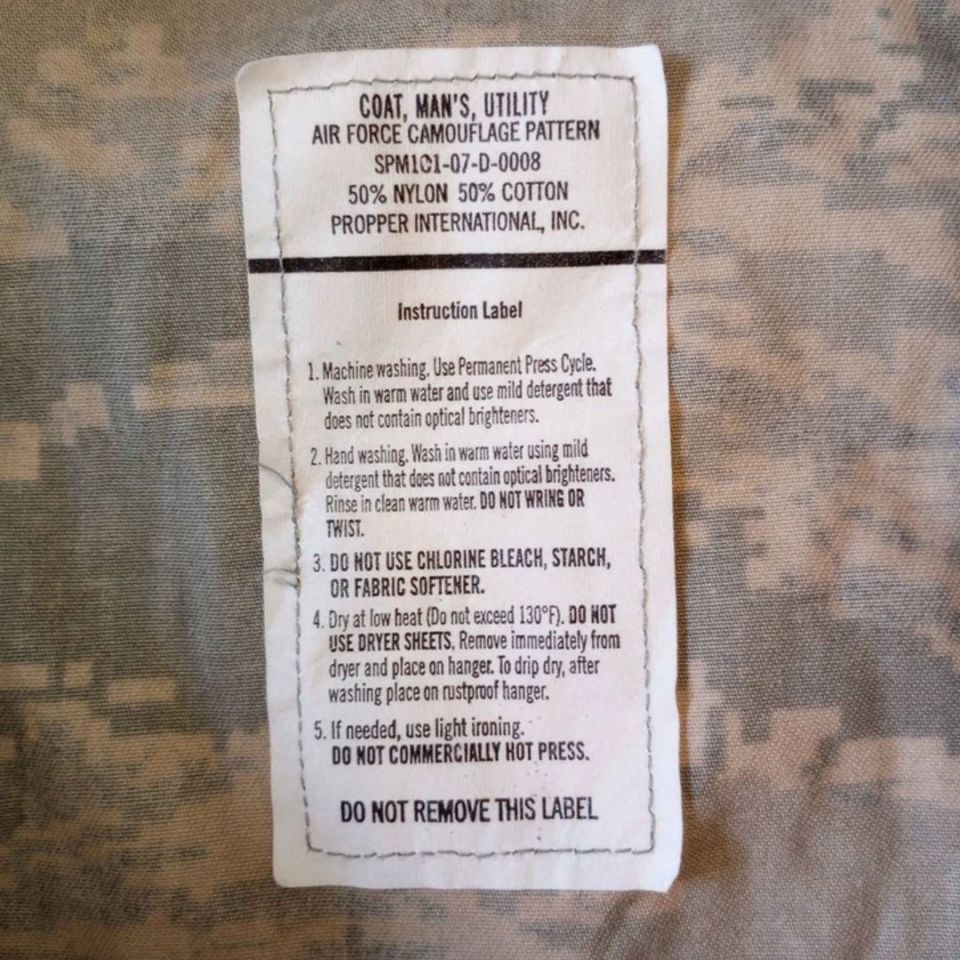 COAT, MAN'S, UTILITY
AIR FORCE CAMOUFLAGE PATTERN
SPM1C1-07-D-0008
50% NYLON 50% COTTON
PROPPER INTERNATIONAL, INC.
Instruction Label
1. Machine washing. Use Permanent Press Cycle.
Wash in warm water and use mild detergent that
does not contain optical brighteners.
2. Hand washing. Wash in warm water using mild
detergent that does not contain optical brighteners.
Rinse in clean warm water. DO NOT WRING OR
TWIST.
3. DO NOT USE CHLORINE BLEACH, STARCH,
OR FABRIC SOFTENER.
4. Dry at low heat (Do not exceed 130°F). DO NOT
USE DRYER SHEETS. Remove immediately from
dryer and place on hanger. To drip dry, after
washing place on rustproof hanger.
5. If needed, use light ironing.
DO NOT COMMERCIALLY HOT PRESS.
DO NOT REMOVE THIS LABEL